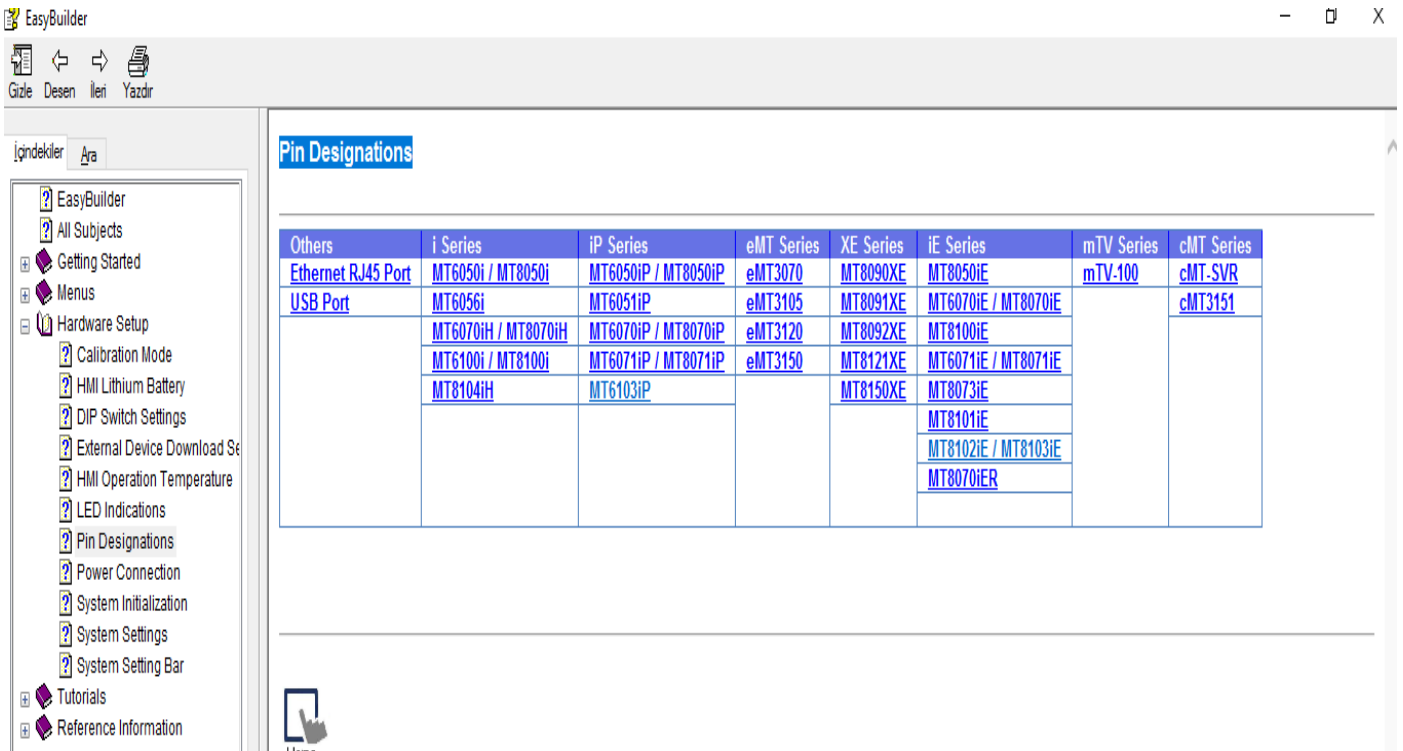 EasyBuilder
Gizle Desen İleri Yazdır
İçindekiler Ara
EasyBuilder
All Subjects
Getting Started
Menus
Hardware Setup
Calibration Mode
HMI Lithium Battery
DIP Switch Settings
External Device Download Se
HMI Operation Temperature
LED Indications
Pin Designations
Power Connection
System Initialization
System Settings
System Setting Bar
Tutorials
Reference Information
Pin Designations
Others i Series iP Series eMT Series XE Series iE Series mTV Series cMT Series
Ethernet RJ45 Port MT6050i / MT8050i MT6050iP / MT8050iP eMT3070 MT8090XE MT8050iE mTV-100 cMT-SVR
USB Port MT6056i MT6051iP eMT3105 MT8091XE MT6070iE / MT8070iE cMT3151
MT6070iH / MT8070iH MT6070iP / MT8070iP eMT3120 MT8092XE MT8100iE
MT6100i / MT8100i MT6071iP / MT8071iP eMT3150 MT8121XE MT6071iE / MT8071iE
MT8104iH MT6103iP MT8150XE MT8073iE
MT8101iE
MT8102iE / MT8103iE
MT8070iER